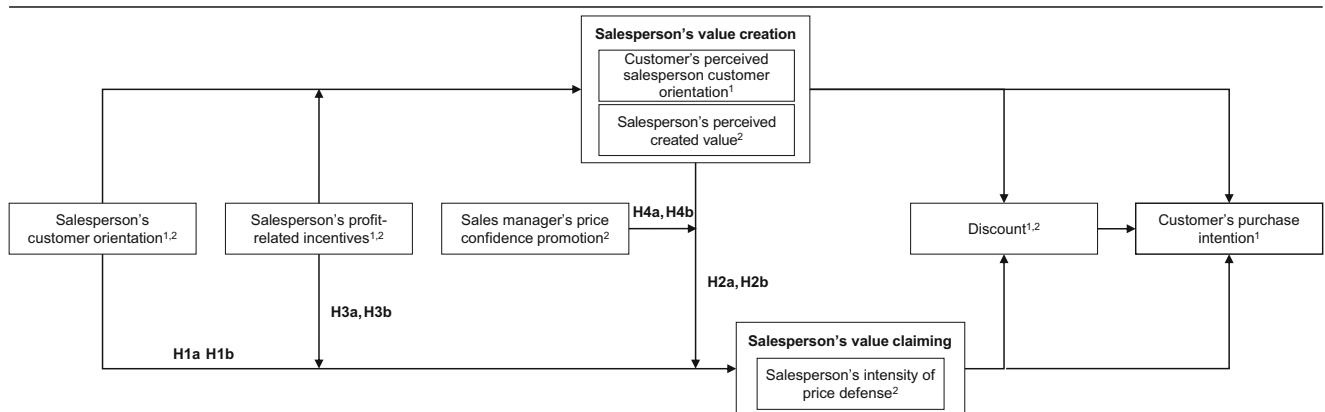 Salesperson's value creation
Customer's perceived
salesperson customer
orientation1
Salesperson's perceived
created value2
Salesperson's
customer orientation1,2
Salesperson's profit-
related incentives1,2
Sales manager's price
confidence promotion2
H4a, H4b
Discount1,2
Customer's purchase
intention1
H2a, H2b
H3a, H3b
H1a H1b
Salesperson's value claiming
Salesperson's intensity of
price defense2